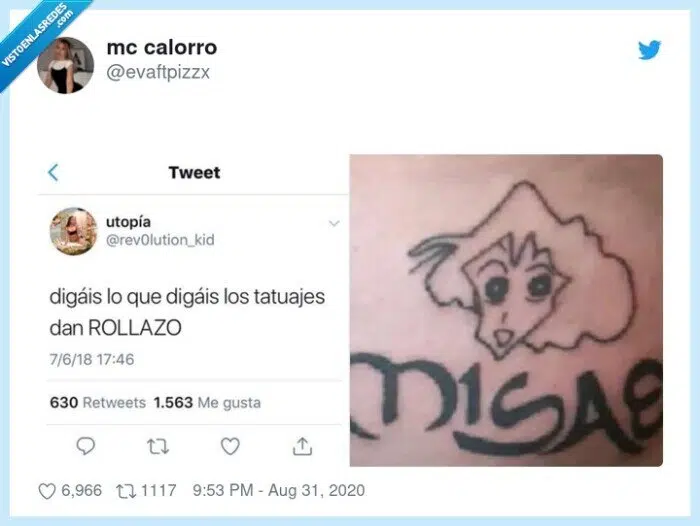 VISTOENLASREDES
.com
mc calorro
@evaftpizzx
Tweet
utopía
@rev0lution_kid
digáis lo que digáis los tatuajes
dan ROLLAZO
7/6/18 17:46
630 Retweets 1.563 Me gusta
MISAE
6,966 1117 9:53 PM - Aug 31, 2020